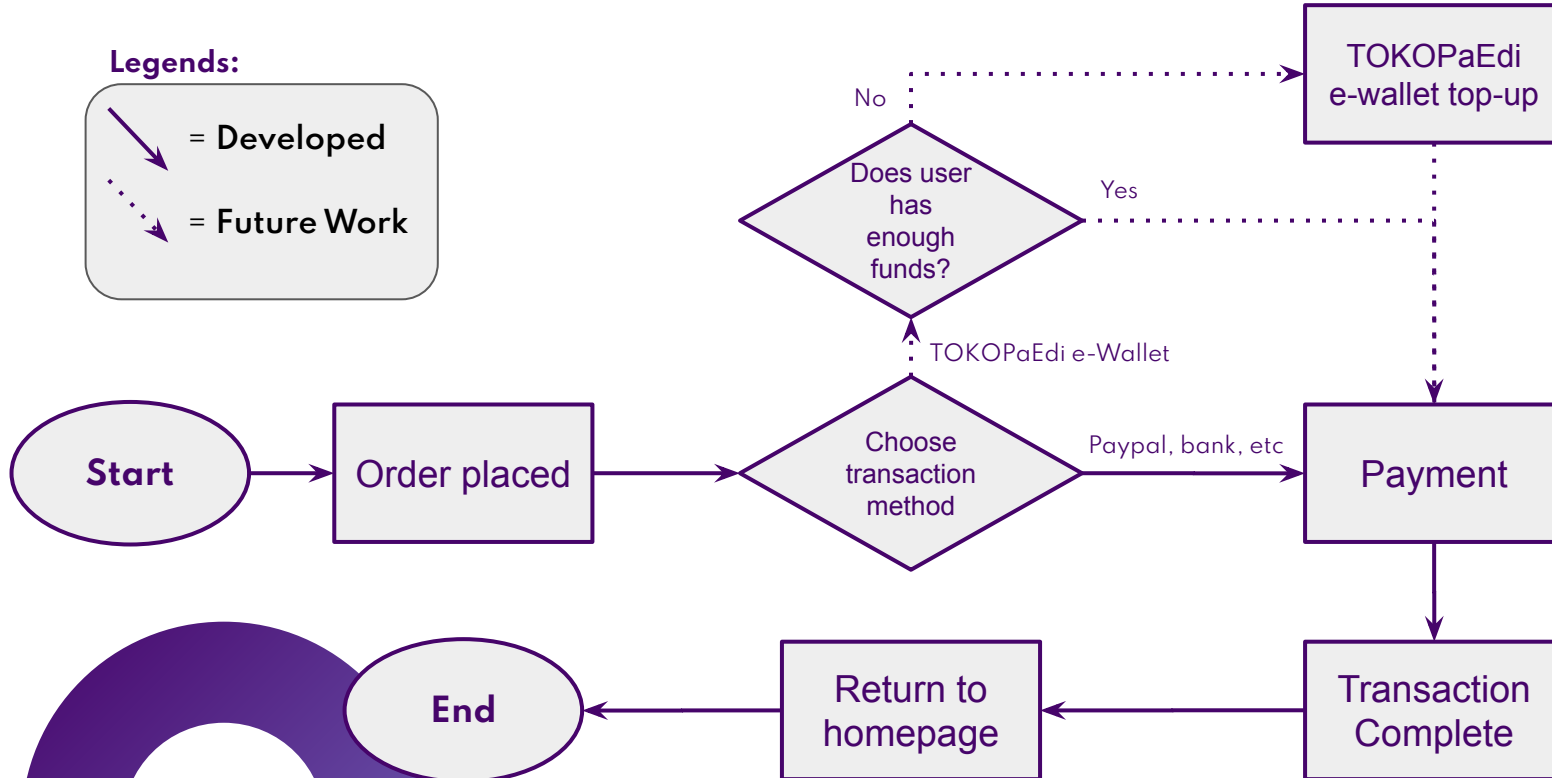 Legends:
= Developed
= Future Work
No
TOKOPaEdi
e-wallet top-up
Does user
has
enough
funds?
Yes
TOKOPaEdi e-Wallet
Start
Order placed
Choose
transaction
method
Paypal, bank, etc
Payment
End
Return to
homepage
Transaction
Complete